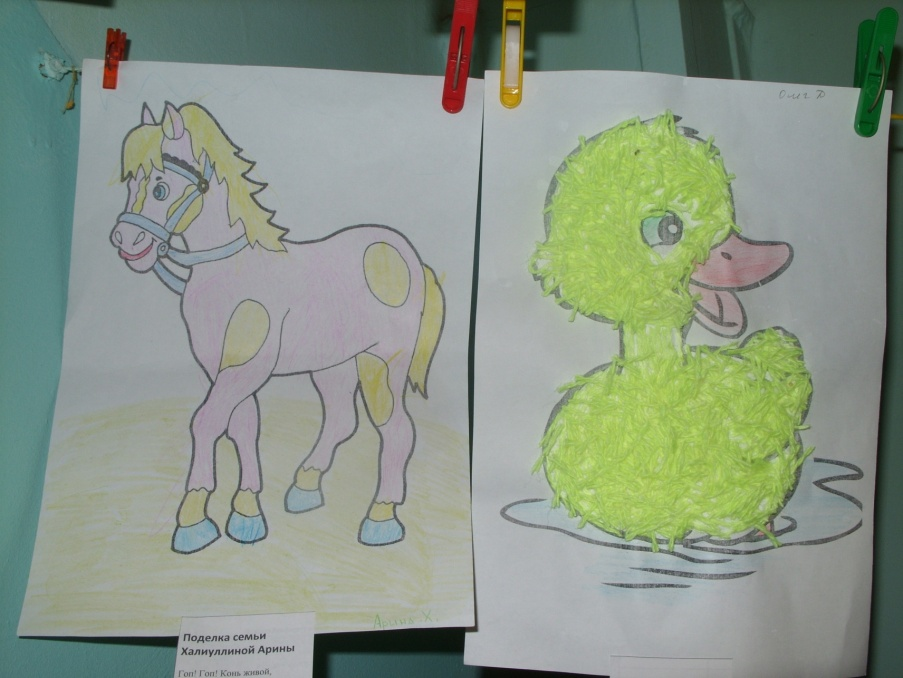 Олег Р
Арина Х.
Поделка семьи
Халиуллиной Арины
Гоп! Гоп! Конь живой,